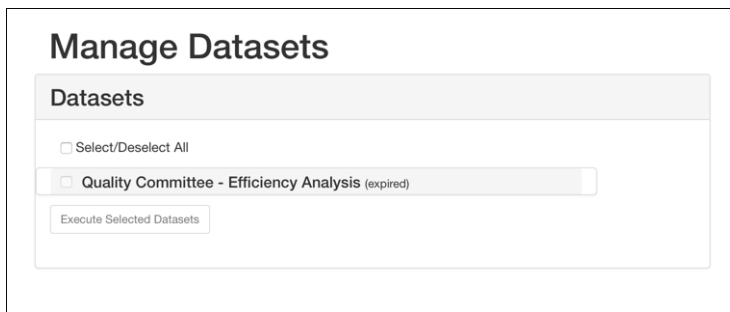 Manage Datasets
Datasets
Select/Deselect All
Quality Committee - Efficiency Analysis (expired)
Execute Selected Datasets